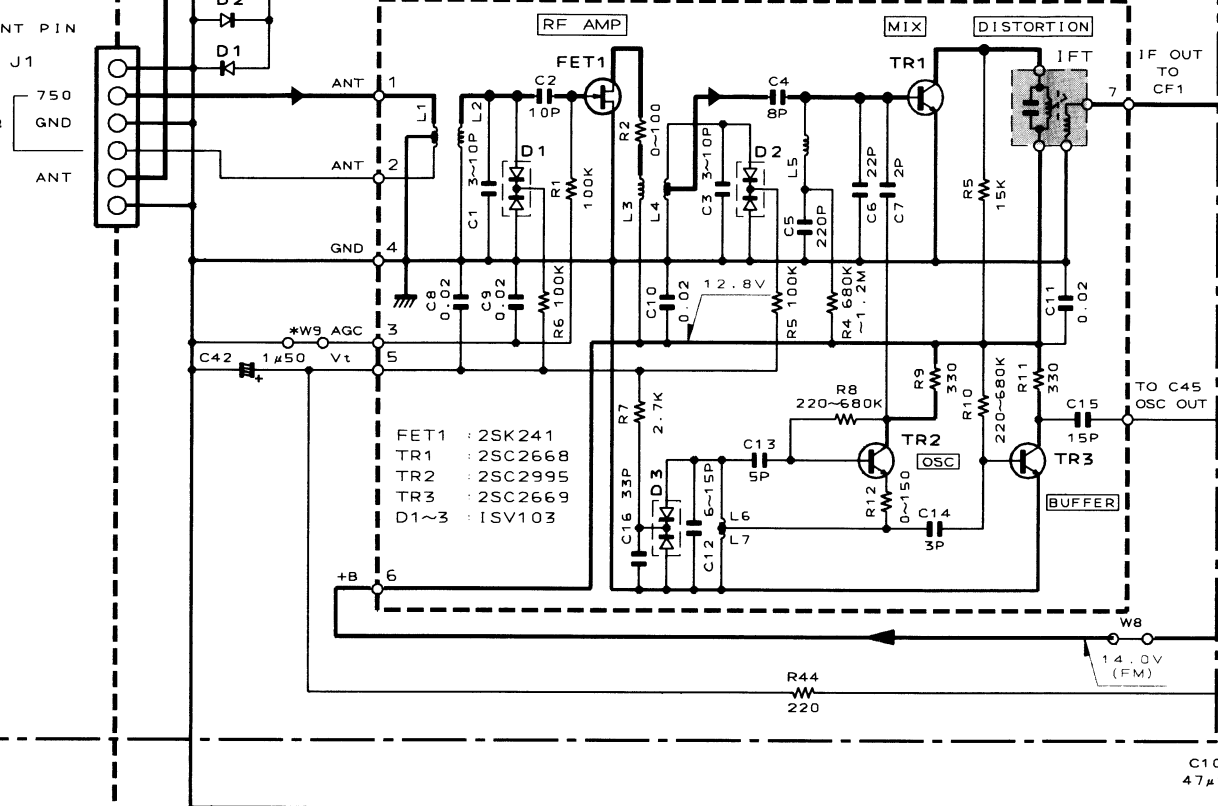 D2
NT PIN
RF AMP
MIX
DISTORTION
J1
D1
FET1
TR1
IFT
IF OUT
TO
CF1
750
ANT
1
C2
10P
C4
8P
7
GND
L1
L2
R2
0~100
ANT
2
3~10P
C1
D1
R1
100K
L3
L4
3~10P
C3
D2
L5
C5
220P
22P
C6
2P
C7
R5
15K
ANT
GND
4
C8
0.02
C9
0.02
R6 100K
C10
0.02
12.8V
R5 100K
R4 680K
~1.2M
C11
0.02
*W9 AGC
3
C42
1μ50
Vt
5
+
R7
2.7K
R8
220~680K
R9
330
R10
220~680K
R11
330
TO C45
OSC OUT
C15
15P
FET1 : 2SK241
TR1 : 2SC2668
TR2 : 2SC2995
TR3 : 2SC2669
D1~3 : ISV103
C13
5P
TR2
OSC
TR3
BUFFER
C16 33P
D3
6~15P
C12
L6
L7
R12
0~150
C14
3P
+B
6
W8
14.0V
(FM)
R44
220
C10
47μ